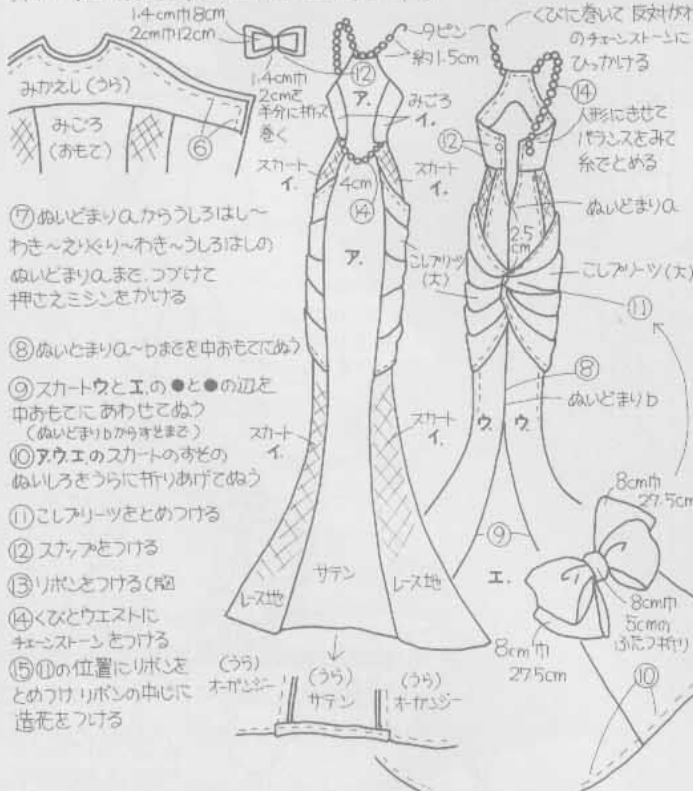 1.4cm巾8cm
2cm巾12cm
1.4cm巾
2cmを
半分に折って
巻く
みかえし(うら)
みごろ
(おもて)
⑥
9ピン
約1.5cm
⑫
ア.
みごろ
イ.
スカート
イ.
スカート
イ.
4cm
⑭
ア.
こしプリーツ
(大)
くびに巻いて 反対がわ
のチェーンストーンに
ひっかける
⑭
人形にきせて
バランスをみて
糸でとめる
⑫
ぬいどまりa
2.5
cm
こしプリーツ(大)
⑪
⑧
ぬいどまりb
ウ. ウ.
⑨
エ.
⑦ぬいどまりaからうしろはし〜
わき〜えりぐり〜わき〜うしろはしの
ぬいどまりaまで、つづけて
押さえミシンをかける
⑧ぬいどまりa〜bまでを中おもてにぬう
⑨スカートウ.とエ.の●と●の辺を
中おもてにあわせてぬう
(ぬいどまりbからすそまで)
⑩ア.ウ.エ.のスカートのすその
ぬいしろをうらに折りあげてぬう
⑪こしプリーツをとめつける
⑫スナップをつける
⑬リボンをつける(胸
⑭くびとウエストに
チェーンストーンをつける
⑮⑪の位置にリボンを
とめつけ リボンの中心に
造花をつける
スカート
イ.
スカート
イ.
レース地
サテン
レース地
(うら)
オーガンジー
(うら)
サテン
(うら)
オーガンジー
8cm巾
27.5cm
8cm巾
5cmの
ふたつ折り
8cm巾
27.5cm
⑩